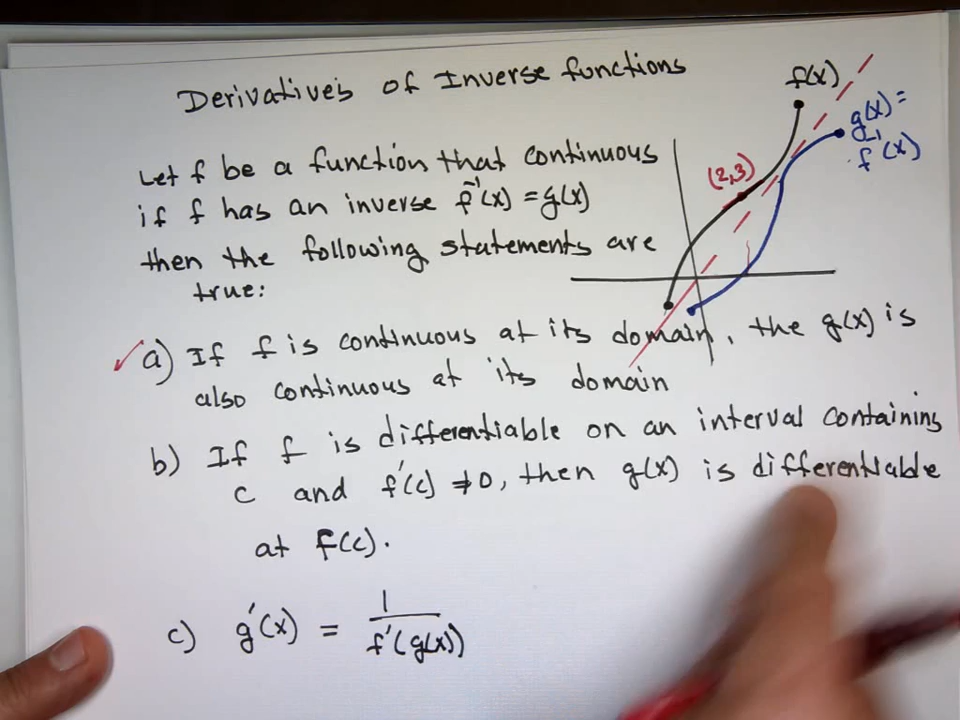 Derivative's of Inverse functions
Let f be a function that continuous
if f has an inverse f⁻¹(x) = g(x)
then the following statements are
true:
f(x)
g(x) =
f⁻¹(x)
(2,3)
✓ a) If f is continuous at its domain, the g(x) is
also continuous at its domain
b) If f is differentiable on an interval containing
c and f'(c) ≠ 0, then g(x) is differentiable
at f(c).
c) g'(x) = 1 / f'(g(x))